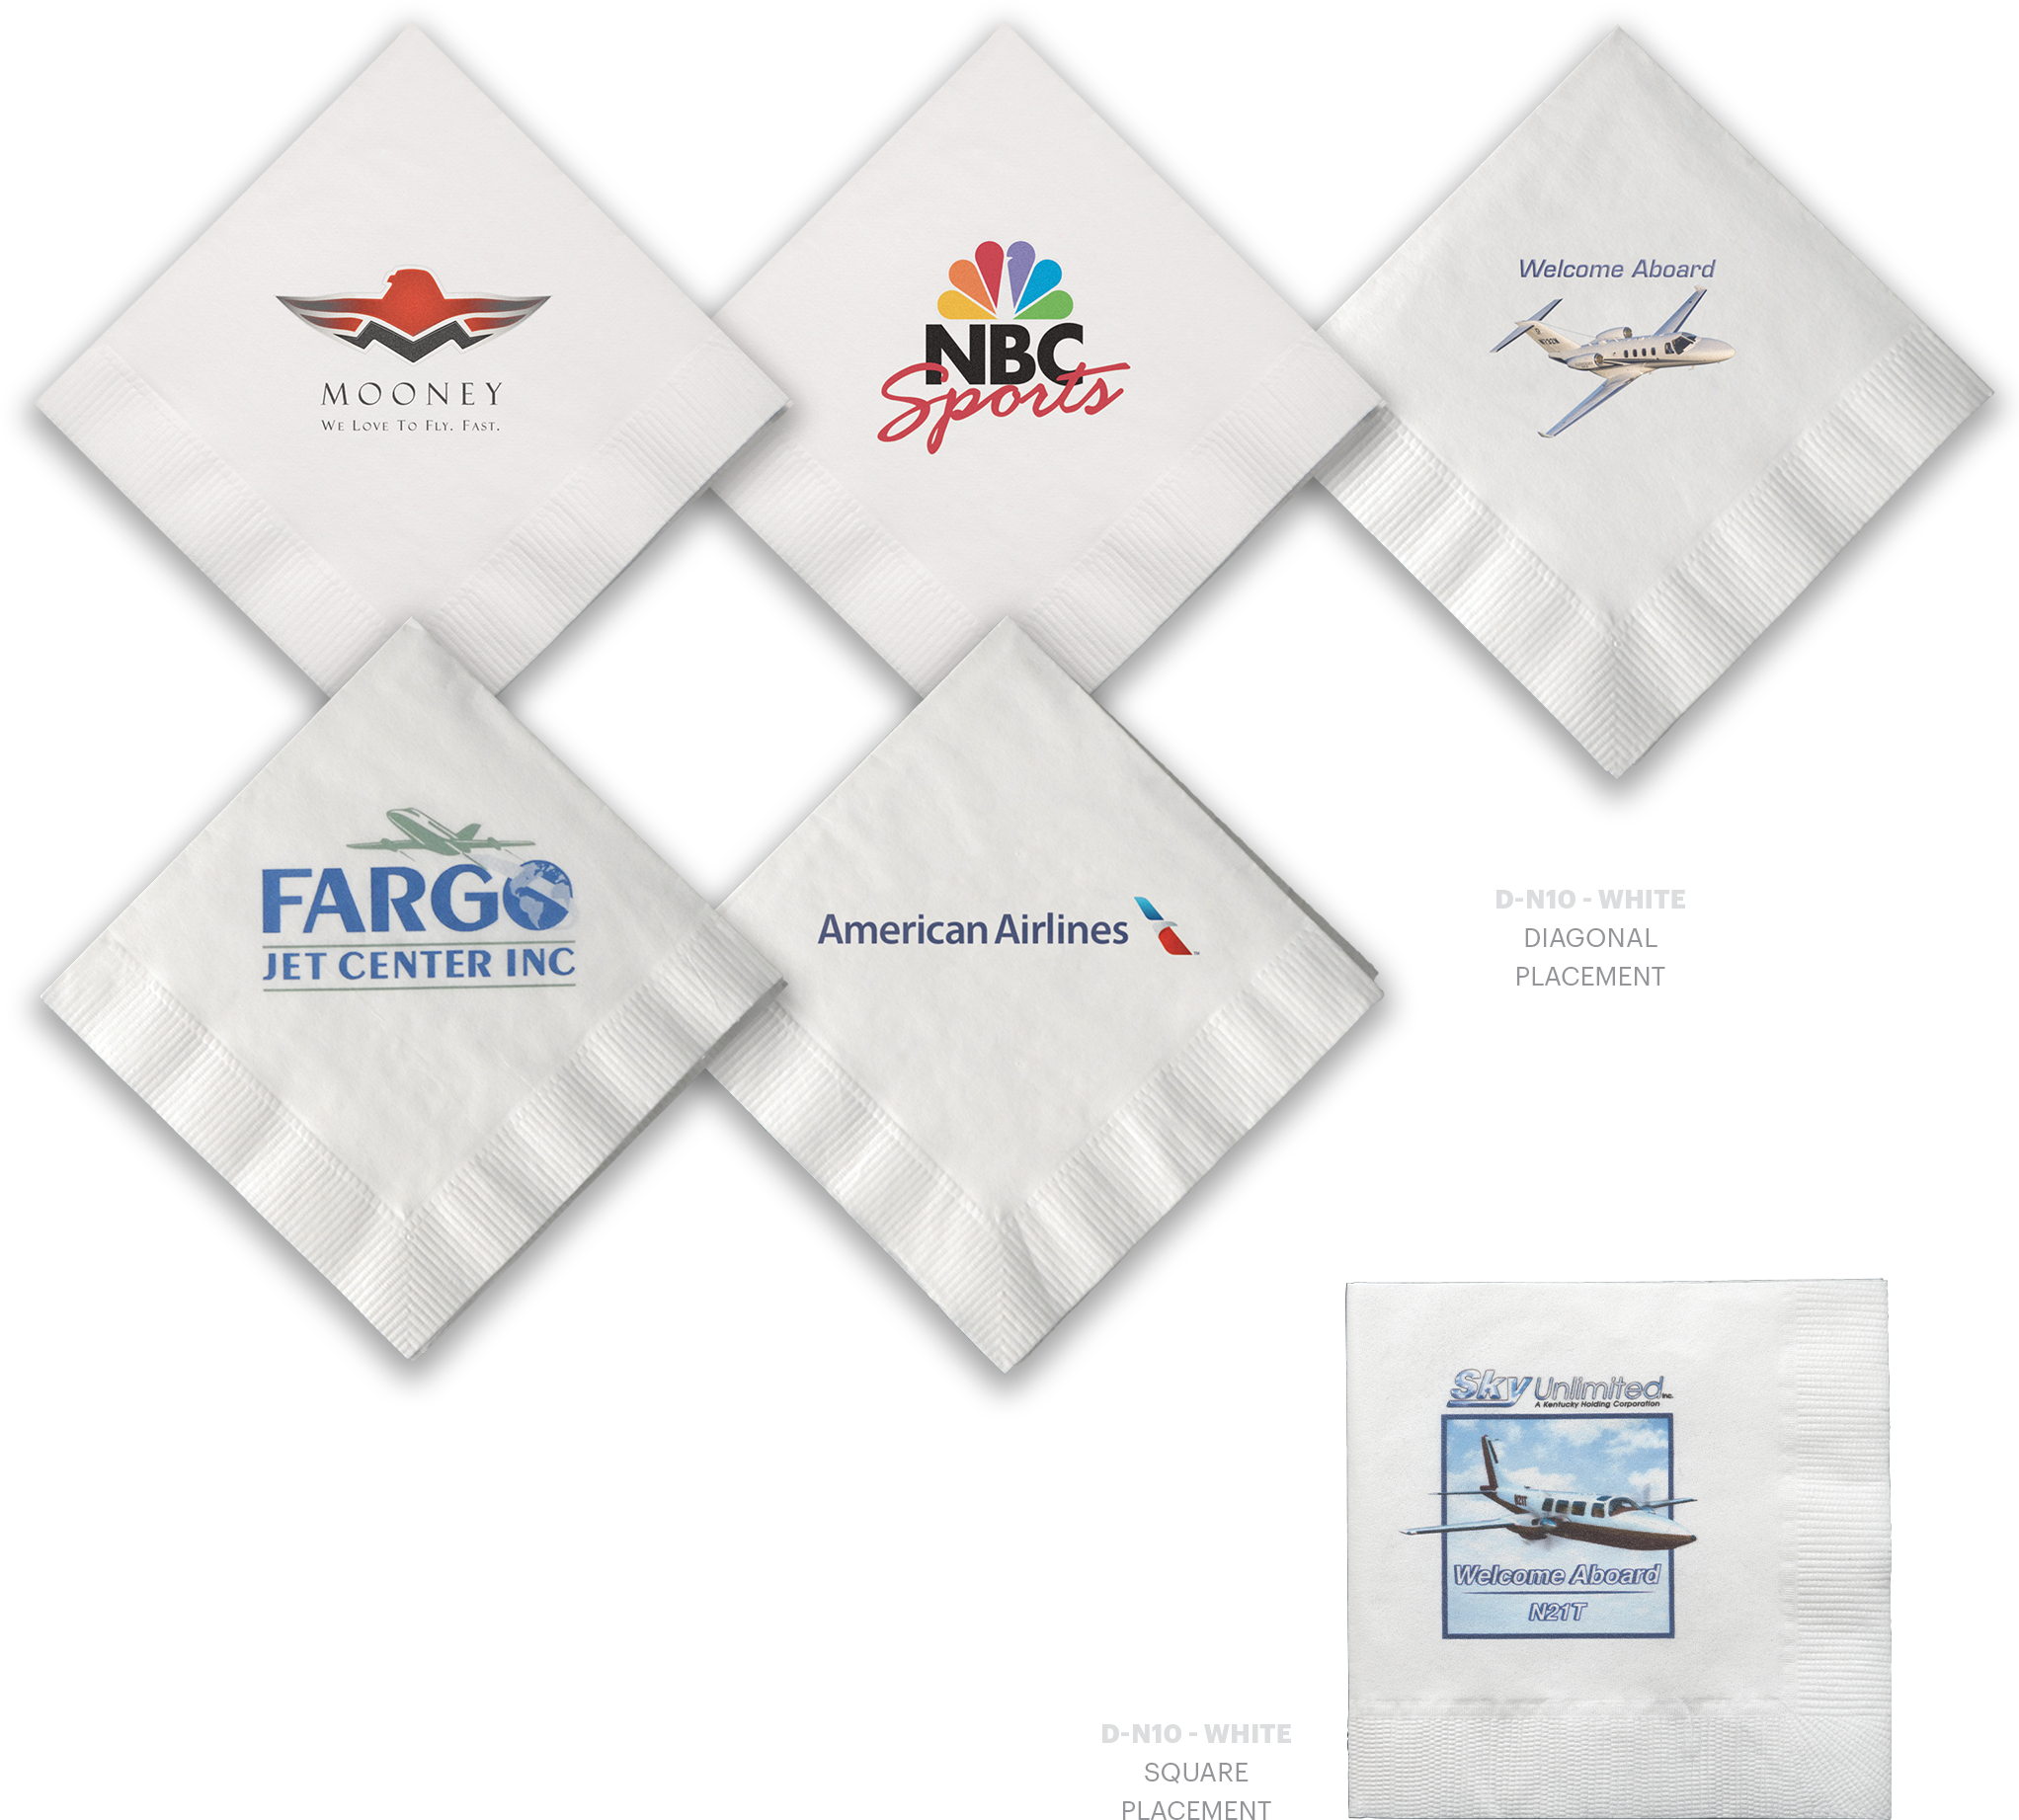 MOONEY
WE LOVE TO FLY. FAST.
NBC
Sports
Welcome Aboard
FARGO
JET CENTER INC
American Airlines
D-N10 - WHITE
DIAGONAL
PLACEMENT
Sky Unlimited Inc.
A Kentucky Holding Corporation
N21T
Welcome Aboard
N21T
D-N10 - WHITE
SQUARE
PLACEMENT